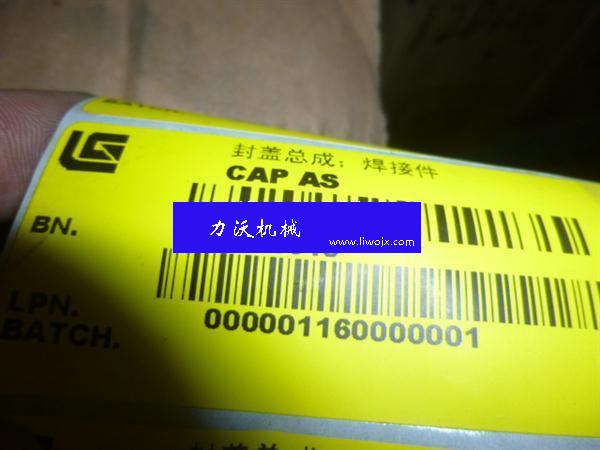 BATCH.
封盖总成；焊接件
CAP AS
BN.
力沃机械
www.liwojx.com
LPN.
BATCH.
000001160000001